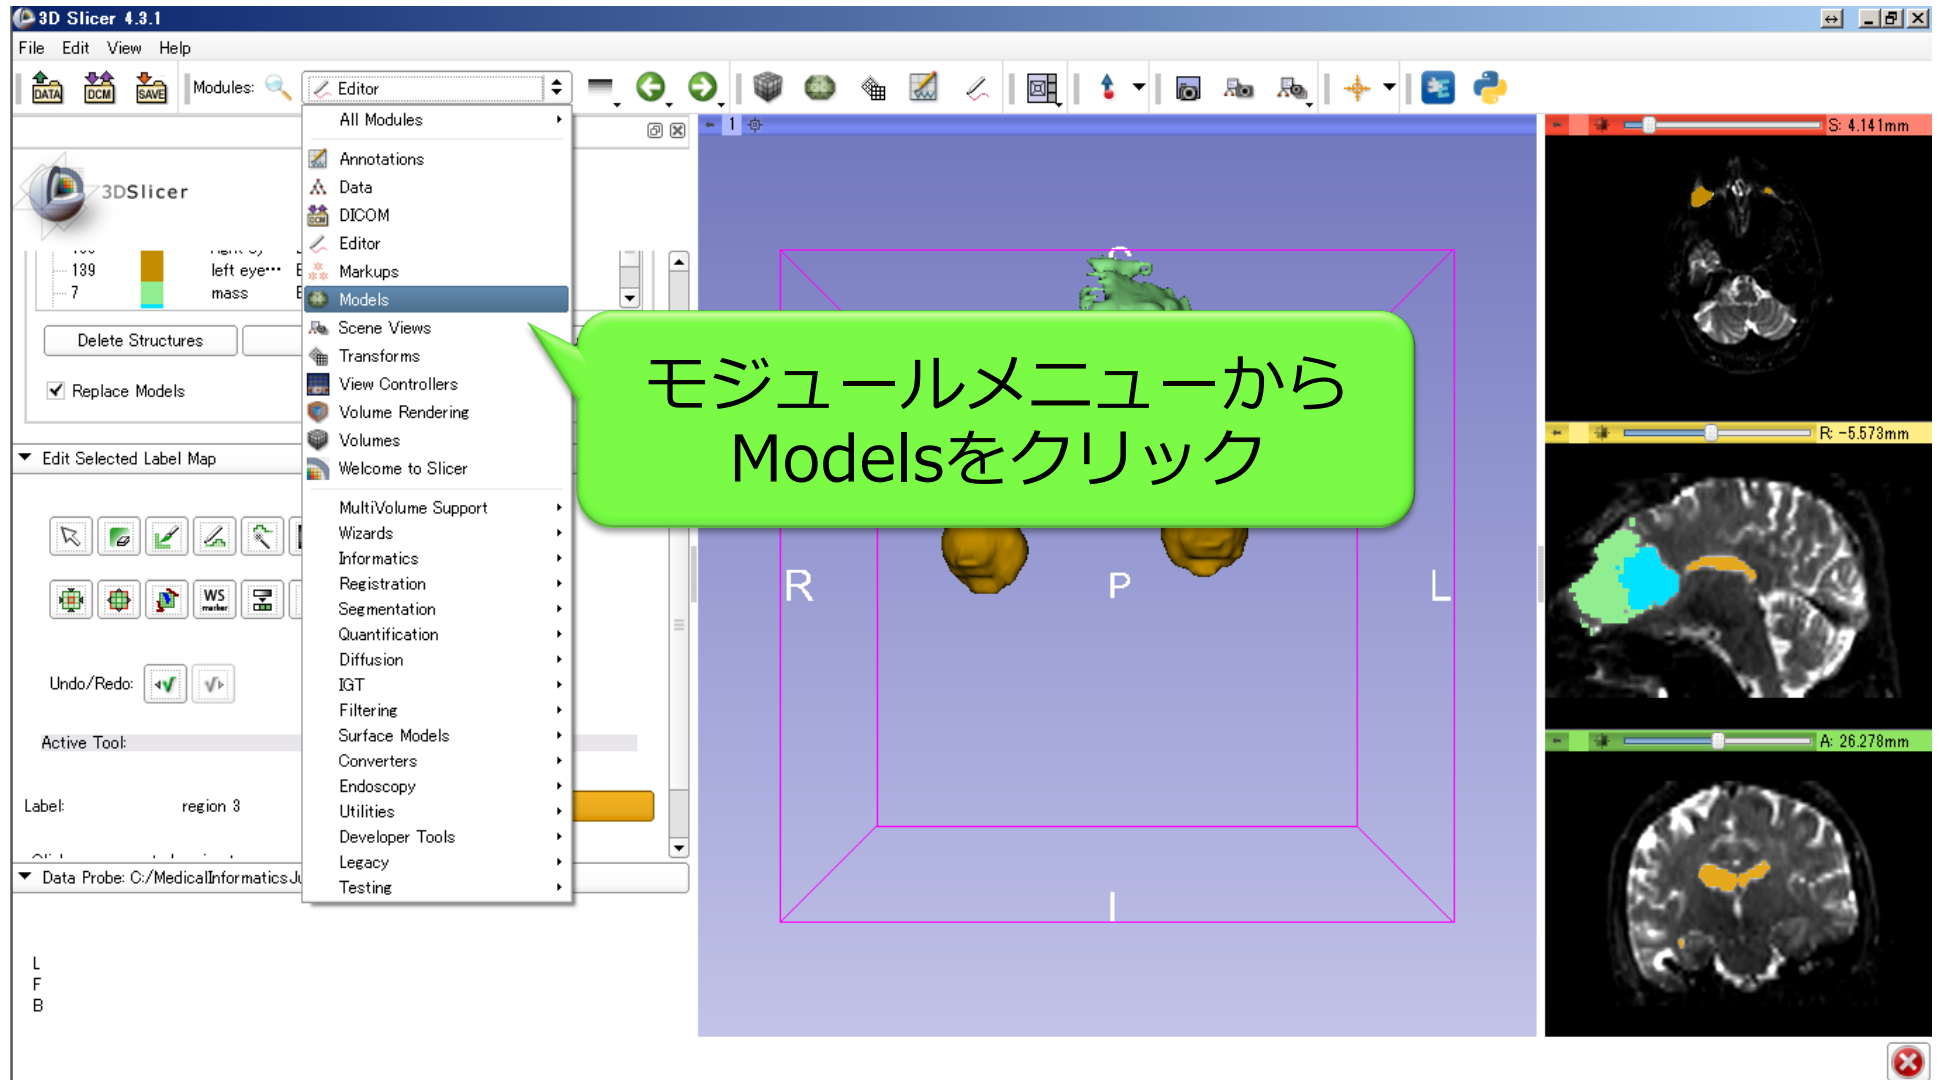 3D Slicer 4.3.1
File Edit View Help
DATA DCM SAVE Modules: Editor
All Modules
Annotations
Data
DICOM
Editor
Markups
Models
Scene Views
Transforms
View Controllers
Volume Rendering
Volumes
Welcome to Slicer
MultiVolume Support
Wizards
Informatics
Registration
Segmentation
Quantification
Diffusion
IGT
Filtering
Surface Models
Converters
Endoscopy
Utilities
Developer Tools
Legacy
Testing
3DSlicer
139 left eye…
7 mass
Delete Structures
Replace Models
Edit Selected Label Map
WS
marker
Undo/Redo:
Active Tool:
Label: region 3
Data Probe: C:/MedicalInformaticsJu
L
F
B
1
モジュールメニューから
Modelsをクリック
R P L
I
S: 4.141mm
R: -5.573mm
A: 26.278mm